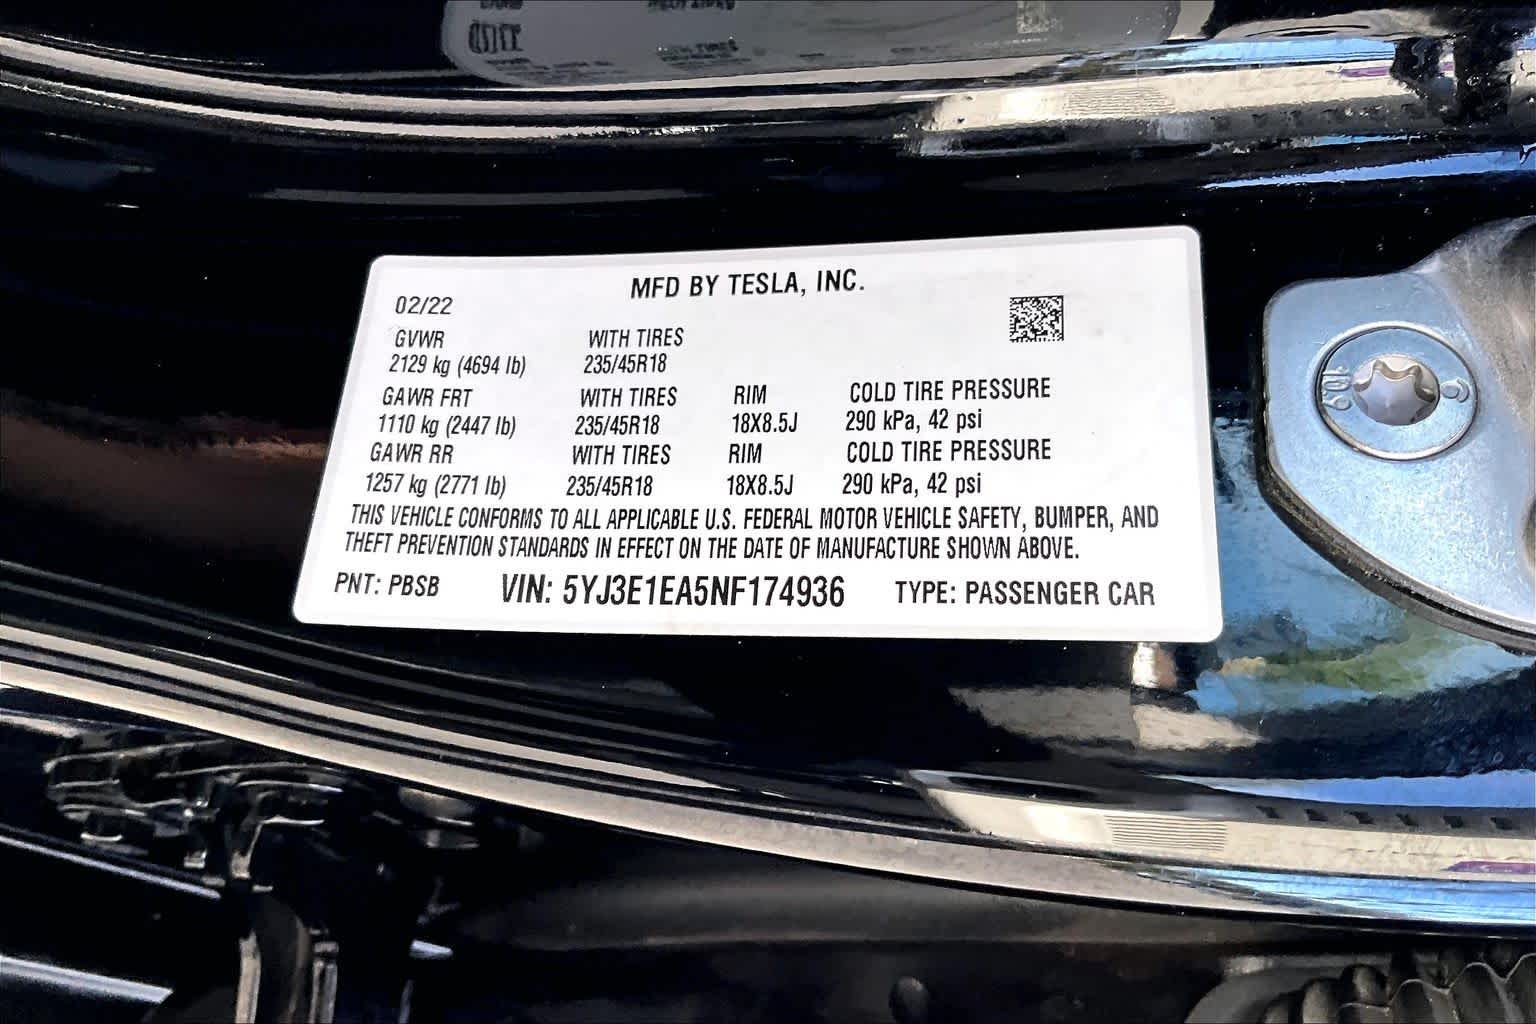 MFD BY TESLA, INC.
02/22
GVWR WITH TIRES
2129 kg (4694 lb) 235/45R18
GAWR FRT WITH TIRES RIM COLD TIRE PRESSURE
1110 kg (2447 lb) 235/45R18 18X8.5J 290 kPa, 42 psi
GAWR RR WITH TIRES RIM COLD TIRE PRESSURE
1257 kg (2771 lb) 235/45R18 18X8.5J 290 kPa, 42 psi
THIS VEHICLE CONFORMS TO ALL APPLICABLE U.S. FEDERAL MOTOR VEHICLE SAFETY, BUMPER, AND
THEFT PREVENTION STANDARDS IN EFFECT ON THE DATE OF MANUFACTURE SHOWN ABOVE.
PNT: PBSB VIN: 5YJ3E1EA5NF174936 TYPE: PASSENGER CAR